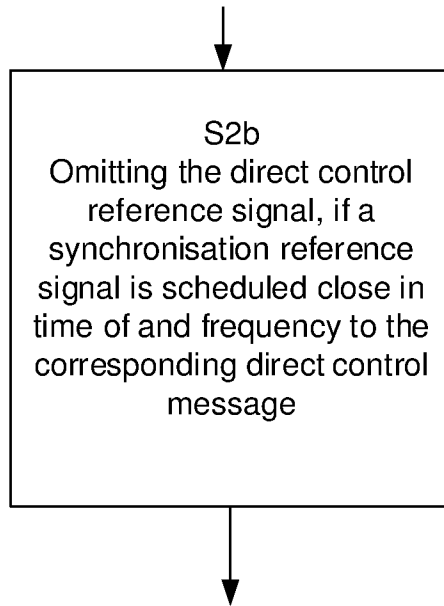 S2b
Omitting the direct control
reference signal, if a
synchronisation reference
signal is scheduled close in
time of and frequency to the
corresponding direct control
message